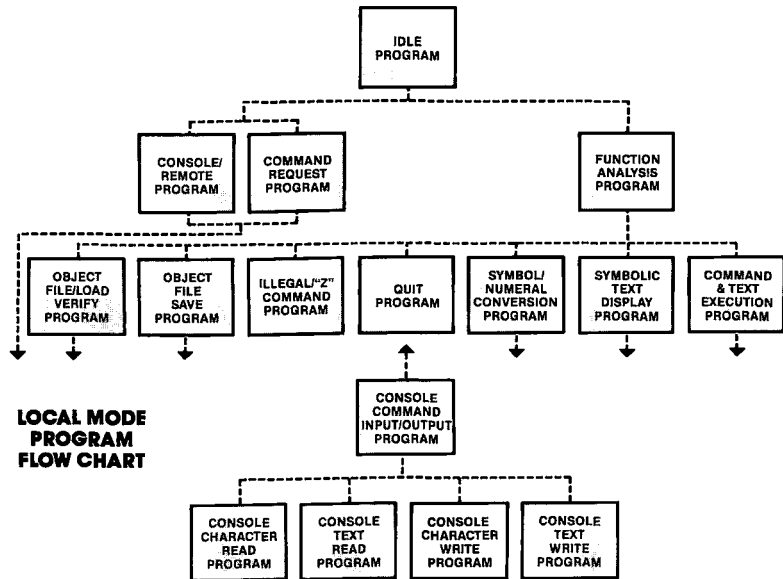 IDLE
PROGRAM
CONSOLE/
REMOTE
PROGRAM
COMMAND
REQUEST
PROGRAM
FUNCTION
ANALYSIS
PROGRAM
OBJECT
FILE/LOAD
VERIFY
PROGRAM
OBJECT
FILE
SAVE
PROGRAM
ILLEGAL/"Z"
COMMAND
PROGRAM
QUIT
PROGRAM
SYMBOL/
NUMERAL
CONVERSION
PROGRAM
SYMBOLIC
TEXT
DISPLAY
PROGRAM
COMMAND
& TEXT
EXECUTION
PROGRAM
CONSOLE
COMMAND
INPUT/OUTPUT
PROGRAM
LOCAL MODE
PROGRAM
FLOW CHART
CONSOLE
CHARACTER
READ
PROGRAM
CONSOLE
TEXT
READ
PROGRAM
CONSOLE
CHARACTER
WRITE
PROGRAM
CONSOLE
TEXT
WRITE
PROGRAM